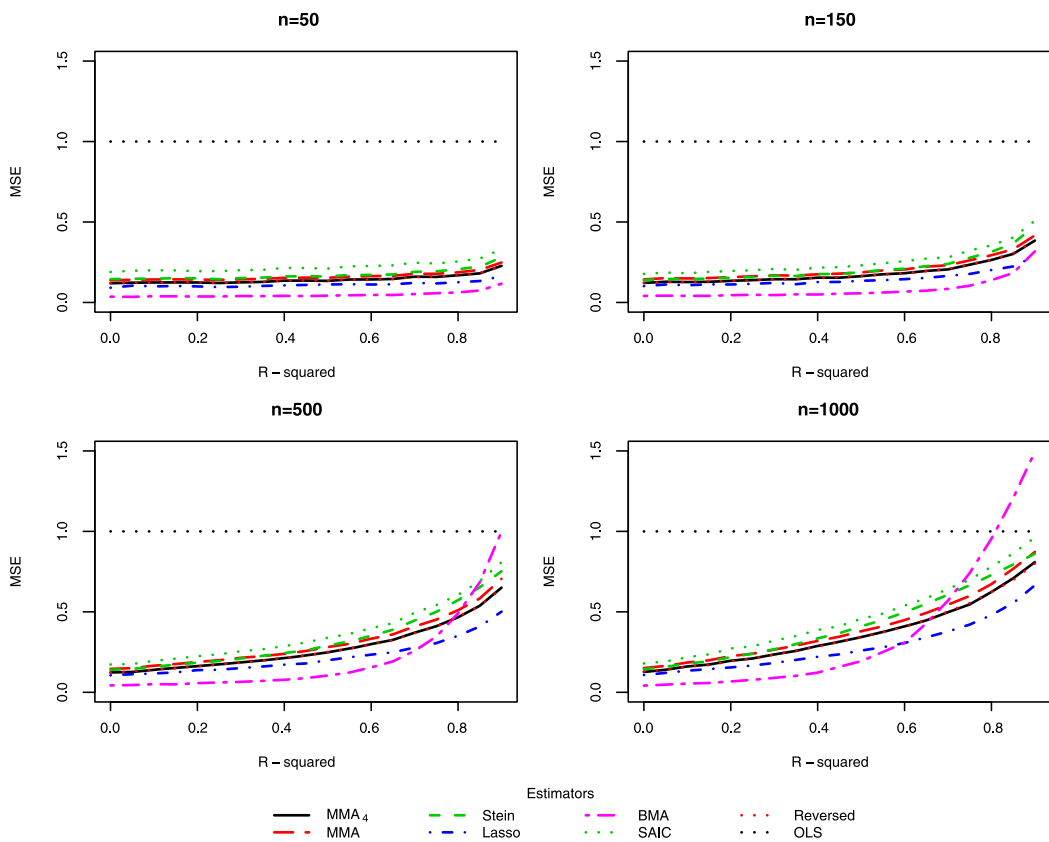 n=50
MSE
0.0 0.5 1.0 1.5
0.0 0.2 0.4 0.6 0.8
R − squared
n=150
MSE
0.0 0.5 1.0 1.5
0.0 0.2 0.4 0.6 0.8
R − squared
n=500
MSE
0.0 0.5 1.0 1.5
0.0 0.2 0.4 0.6 0.8
R − squared
n=1000
MSE
0.0 0.5 1.0 1.5
0.0 0.2 0.4 0.6 0.8
R − squared
Estimators
MMA₄ Stein BMA Reversed
MMA Lasso SAIC OLS